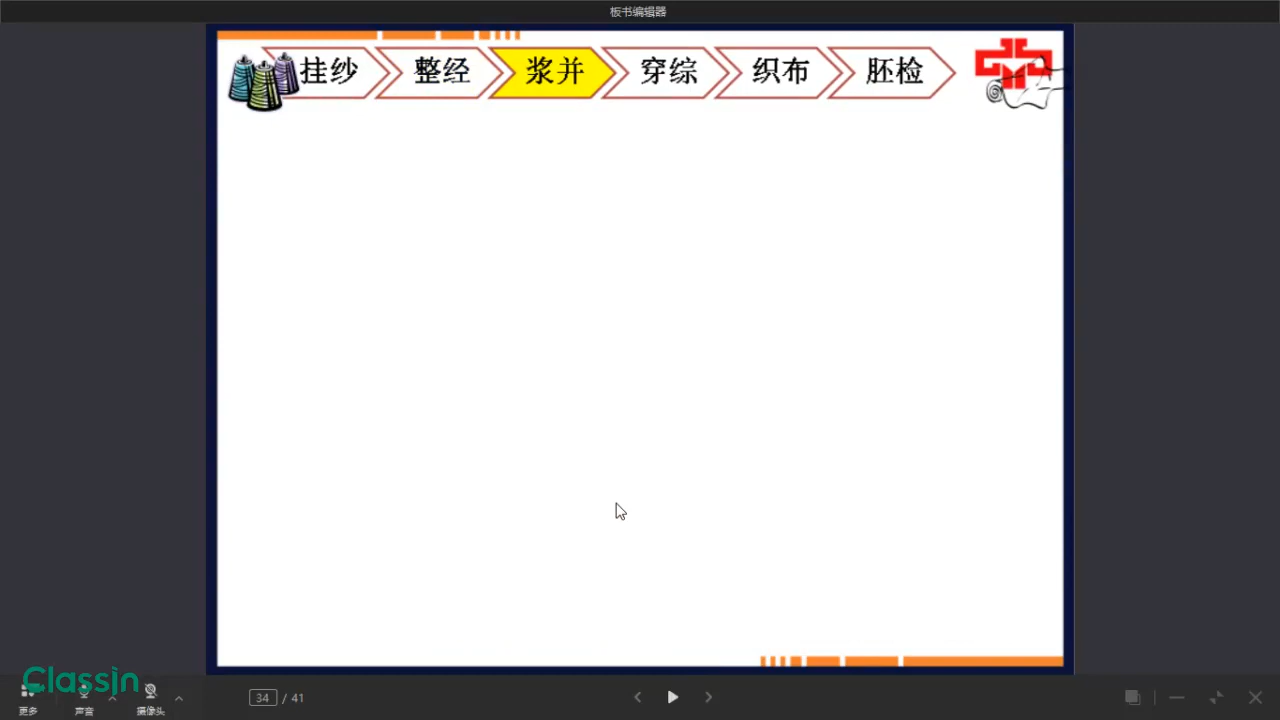 板书编辑器
挂纱 整经 浆并 穿综 织布 胚检
ClassIn
更多 声音 摄像头 34 / 41